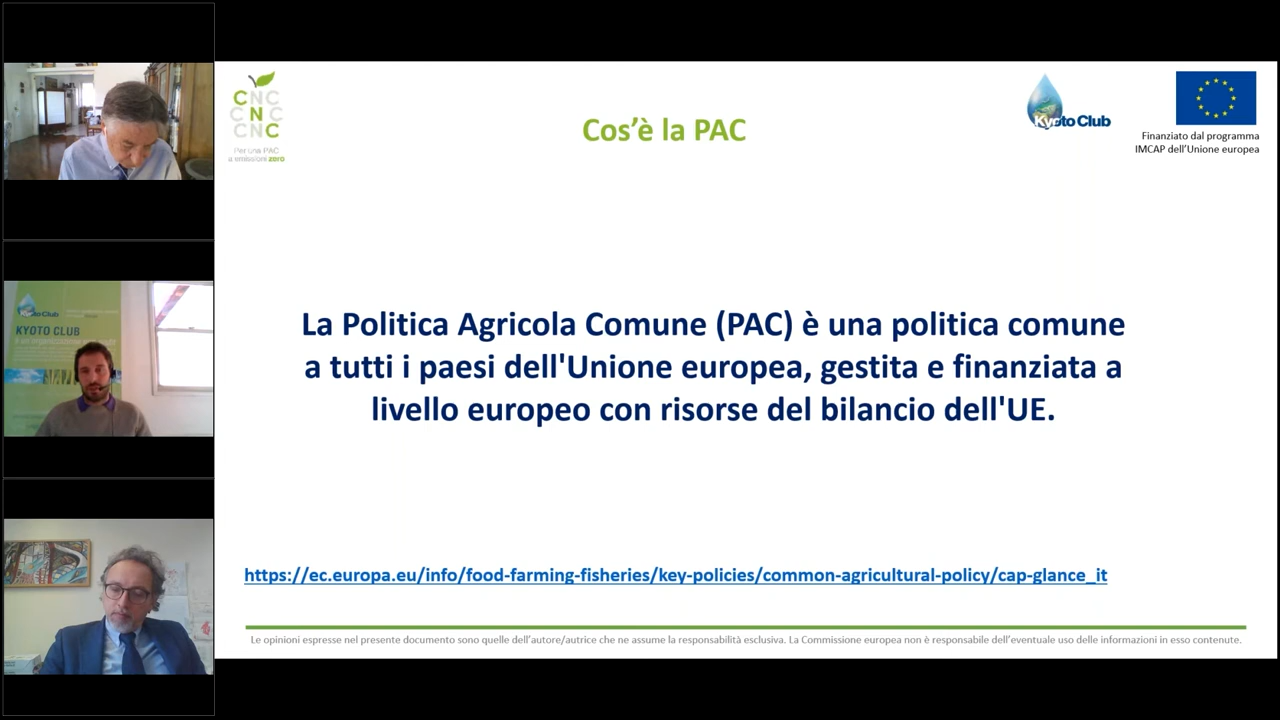 CNC
CNC
CNC
Per una PAC
a emissioni zero
Cos’è la PAC
Kyoto Club
Finanziato dal programma
IMCAP dell’Unione europea
La Politica Agricola Comune (PAC) è una politica comune
a tutti i paesi dell'Unione europea, gestita e finanziata a
livello europeo con risorse del bilancio dell'UE.
https://ec.europa.eu/info/food-farming-fisheries/key-policies/common-agricultural-policy/cap-glance_it
Le opinioni espresse nel presente documento sono quelle dell’autore/autrice che ne assume la responsabilità esclusiva. La Commissione europea non è responsabile dell’eventuale uso delle informazioni in esso contenute.
Kyoto Club
KYOTO CLUB